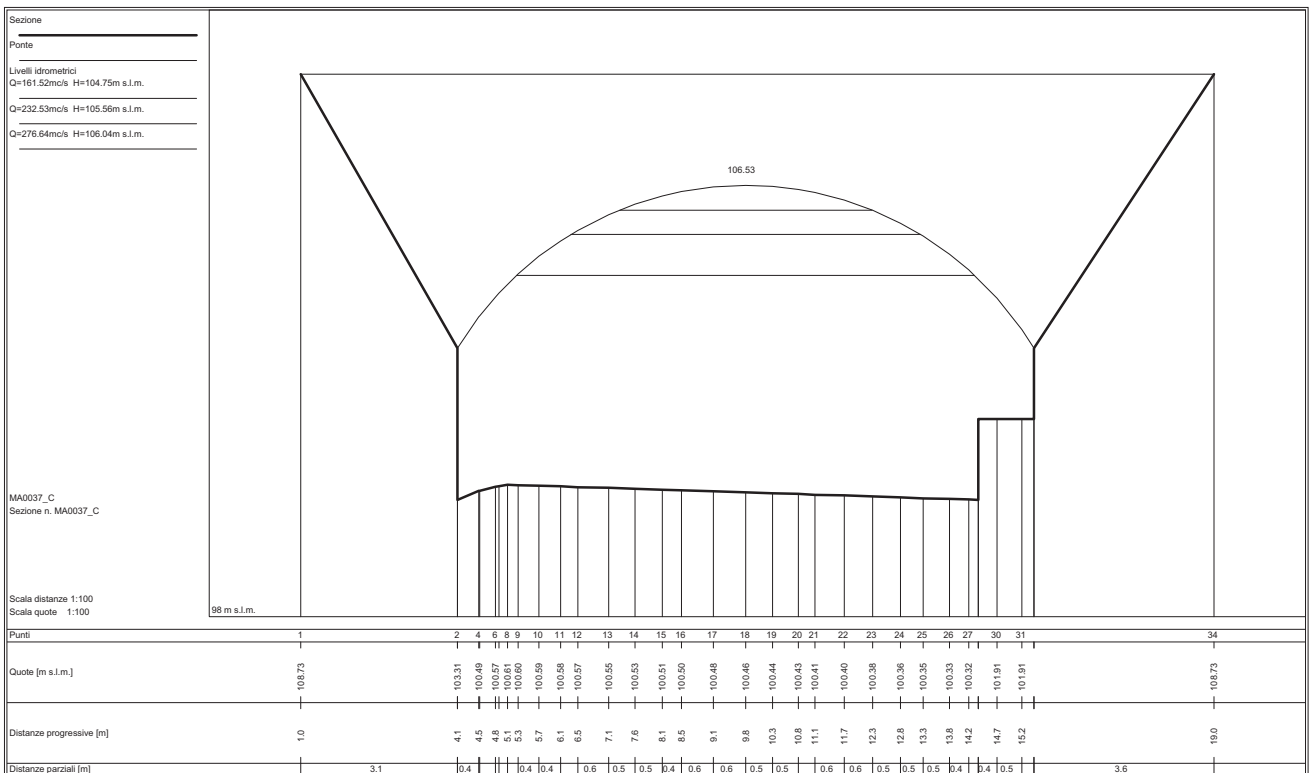 Sezione
Ponte
Livelli idrometrici
Q=161.52mc/s H=104.75m s.l.m.
Q=232.53mc/s H=105.56m s.l.m.
Q=276.64mc/s H=106.04m s.l.m.
106.53
MA0037_C
Sezione n. MA0037_C
Scala distanze 1:100
Scala quote 1:100
98 m s.l.m.
Punti 1 2 4 6 8 9 10 11 12 13 14 15 16 17 18 19 20 21 22 23 24 25 26 27 30 31 34
Quote [m s.l.m.] 108.73 103.31 100.49 100.57 100.61 100.60 100.59 100.58 100.57 100.55 100.53 100.51 100.50 100.48 100.46 100.44 100.43 100.41 100.40 100.38 100.36 100.35 100.33 100.32 101.91 101.91 108.73
Distanze progressive [m] 1.0 4.1 4.5 4.8 5.1 5.3 5.7 6.1 6.5 7.1 7.6 8.1 8.5 9.1 9.8 10.3 10.8 11.1 11.7 12.3 12.8 13.3 13.8 14.2 14.7 15.2 19.0
Distanze parziali [m] 3.1 0.4 0.4 0.4 0.6 0.5 0.5 0.4 0.6 0.6 0.5 0.5 0.6 0.6 0.5 0.5 0.5 0.4 0.4 0.5 3.6